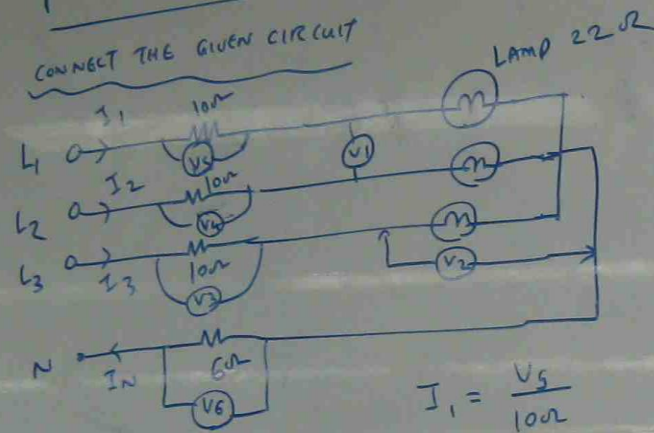 CONNECT THE GIVEN CIRCUIT
LAMP 22Ω
I1
10Ω
L1
V5
V1
I2
10Ω
L2
V4
L3
I3
10Ω
V3
V2
N
IN
6Ω
V6
I1 = V5
10Ω